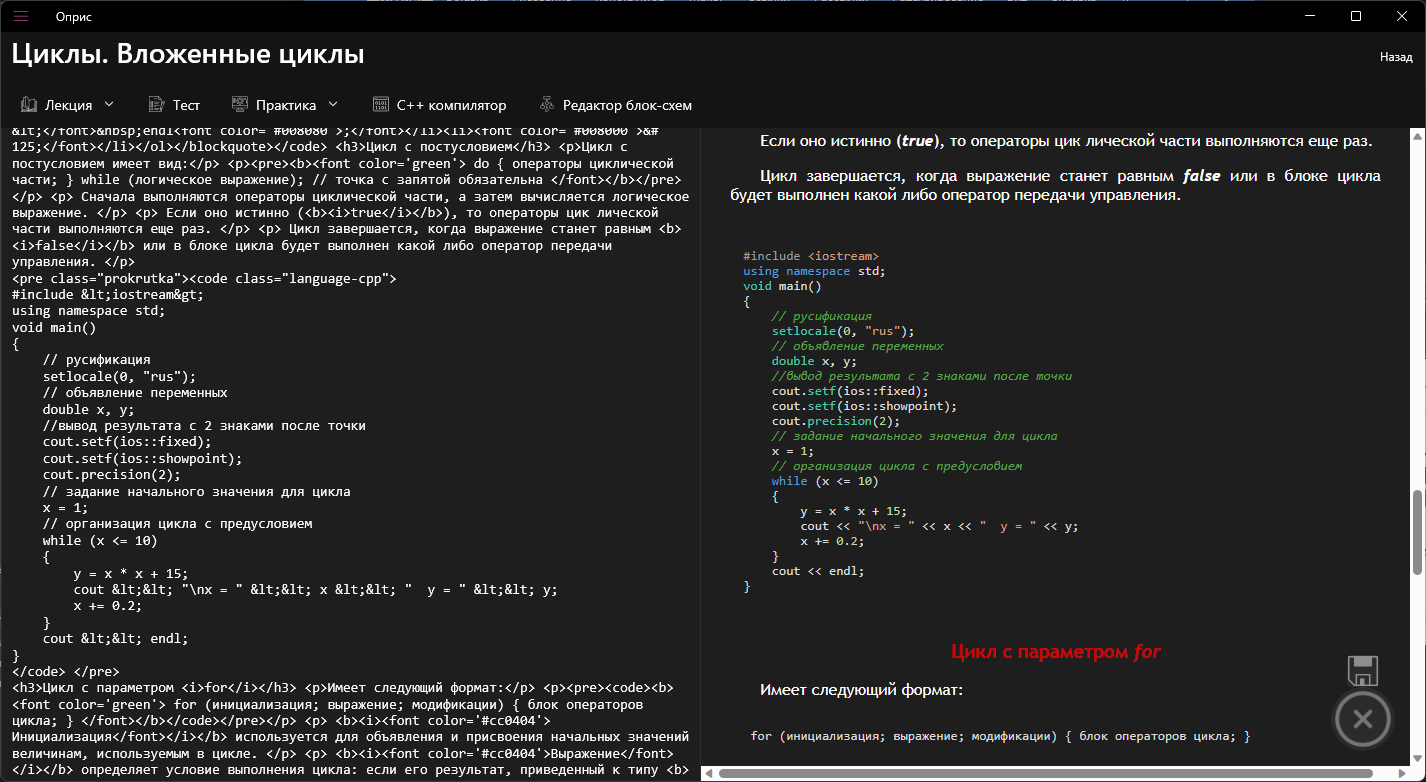 Оприс
Циклы. Вложенные циклы
Назад
Лекция
Тест
Практика
C++ компилятор
Редактор блок-схем
&lt;</font>&nbsp;endl<font color= #008080 >;</font></li><li><font color= #008000 >&#
125;</font></li></ol></blockquote></code> <h3>Цикл с постусловием</h3> <p>Цикл с
постусловием имеет вид:</p> <p><pre><b><font color='green'> do { операторы циклической
части; } while (логическое выражение); // точка с запятой обязательна </font></b></pre>
</p> <p> Сначала выполняются операторы циклической части, а затем вычисляется логическое
выражение. </p> <p> Если оно истинно (<b><i>true</i></b>), то операторы цик лической
части выполняются еще раз. </p> <p> Цикл завершается, когда выражение станет равным <b>
<i>false</i></b> или в блоке цикла будет выполнен какой либо оператор передачи
управления. </p>
<pre class="prokrutka"><code class="language-cpp">
#include &lt;iostream&gt;
using namespace std;
void main()
{
    // русификация
    setlocale(0, "rus");
    // объявление переменных
    double x, y;
    //вывод результата с 2 знаками после точки
    cout.setf(ios::fixed);
    cout.setf(ios::showpoint);
    cout.precision(2);
    // задание начального значения для цикла
    x = 1;
    // организация цикла с предусловием
    while (x <= 10)
    {
        y = x * x + 15;
        cout &lt;&lt; "\nx = " &lt;&lt; x &lt;&lt; "  y = " &lt;&lt; y;
        x += 0.2;
    }
    cout &lt;&lt; endl;
}
</code> </pre>
<h3>Цикл с параметром <i>for</i></h3> <p>Имеет следующий формат:</p> <p><pre><code><b>
<font color='green'> for (инициализация; выражение; модификации) { блок операторов
цикла; } </font></b></code></pre></p> <p> <b><i><font color='#cc0404'>
Инициализация</font></i></b> используется для объявления и присвоения начальных значений
величинам, используемым в цикле. </p> <p> <b><i><font color='#cc0404'>Выражение</font>
</i></b> определяет условие выполнения цикла: если его результат, приведенный к типу <b>
Если оно истинно (true), то операторы цик лической части выполняются еще раз.
Цикл завершается, когда выражение станет равным false или в блоке цикла
будет выполнен какой либо оператор передачи управления.
#include <iostream>
using namespace std;
void main()
{
    // русификация
    setlocale(0, "rus");
    // объявление переменных
    double x, y;
    //вывод результата с 2 знаками после точки
    cout.setf(ios::fixed);
    cout.setf(ios::showpoint);
    cout.precision(2);
    // задание начального значения для цикла
    x = 1;
    // организация цикла с предусловием
    while (x <= 10)
    {
        y = x * x + 15;
        cout << "\nx = " << x << "  y = " << y;
        x += 0.2;
    }
    cout << endl;
}
Цикл с параметром for
Имеет следующий формат:
for (инициализация; выражение; модификации) { блок операторов цикла; }